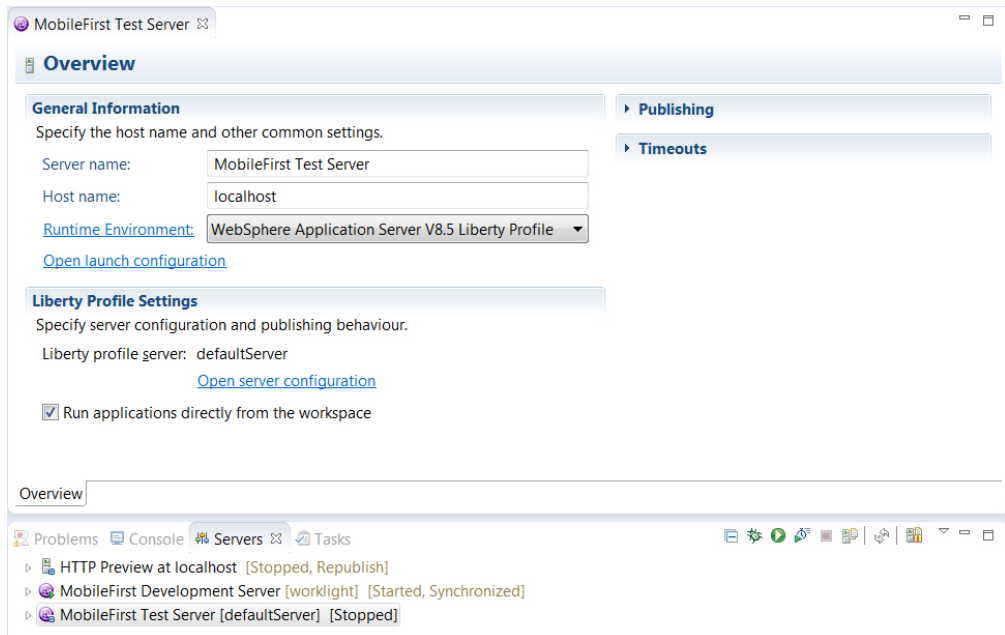 MobileFirst Test Server
Overview
General Information
Specify the host name and other common settings.
Server name: MobileFirst Test Server
Host name: localhost
Runtime Environment: WebSphere Application Server V8.5 Liberty Profile
Open launch configuration
Publishing
Timeouts
Liberty Profile Settings
Specify server configuration and publishing behaviour.
Liberty profile server: defaultServer
Open server configuration
Run applications directly from the workspace
Overview
Problems Console Servers Tasks
HTTP Preview at localhost [Stopped, Republish]
MobileFirst Development Server [worklight] [Started, Synchronized]
MobileFirst Test Server [defaultServer] [Stopped]